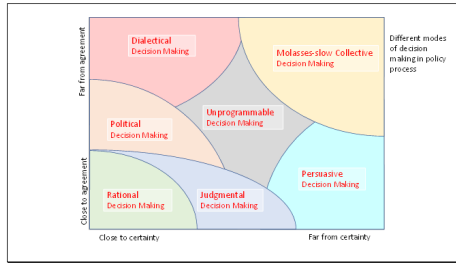 Dialectical
Decision Making
Molasses-slow Collective
Decision Making
Different modes
of decision
making in policy
process
Far from agreement
Unprogrammable
Decision Making
Political
Decision Making
Persuasive
Decision Making
Close to agreement
Rational
Decision Making
Judgmental
Decision Making
Close to certainty
Far from certainty